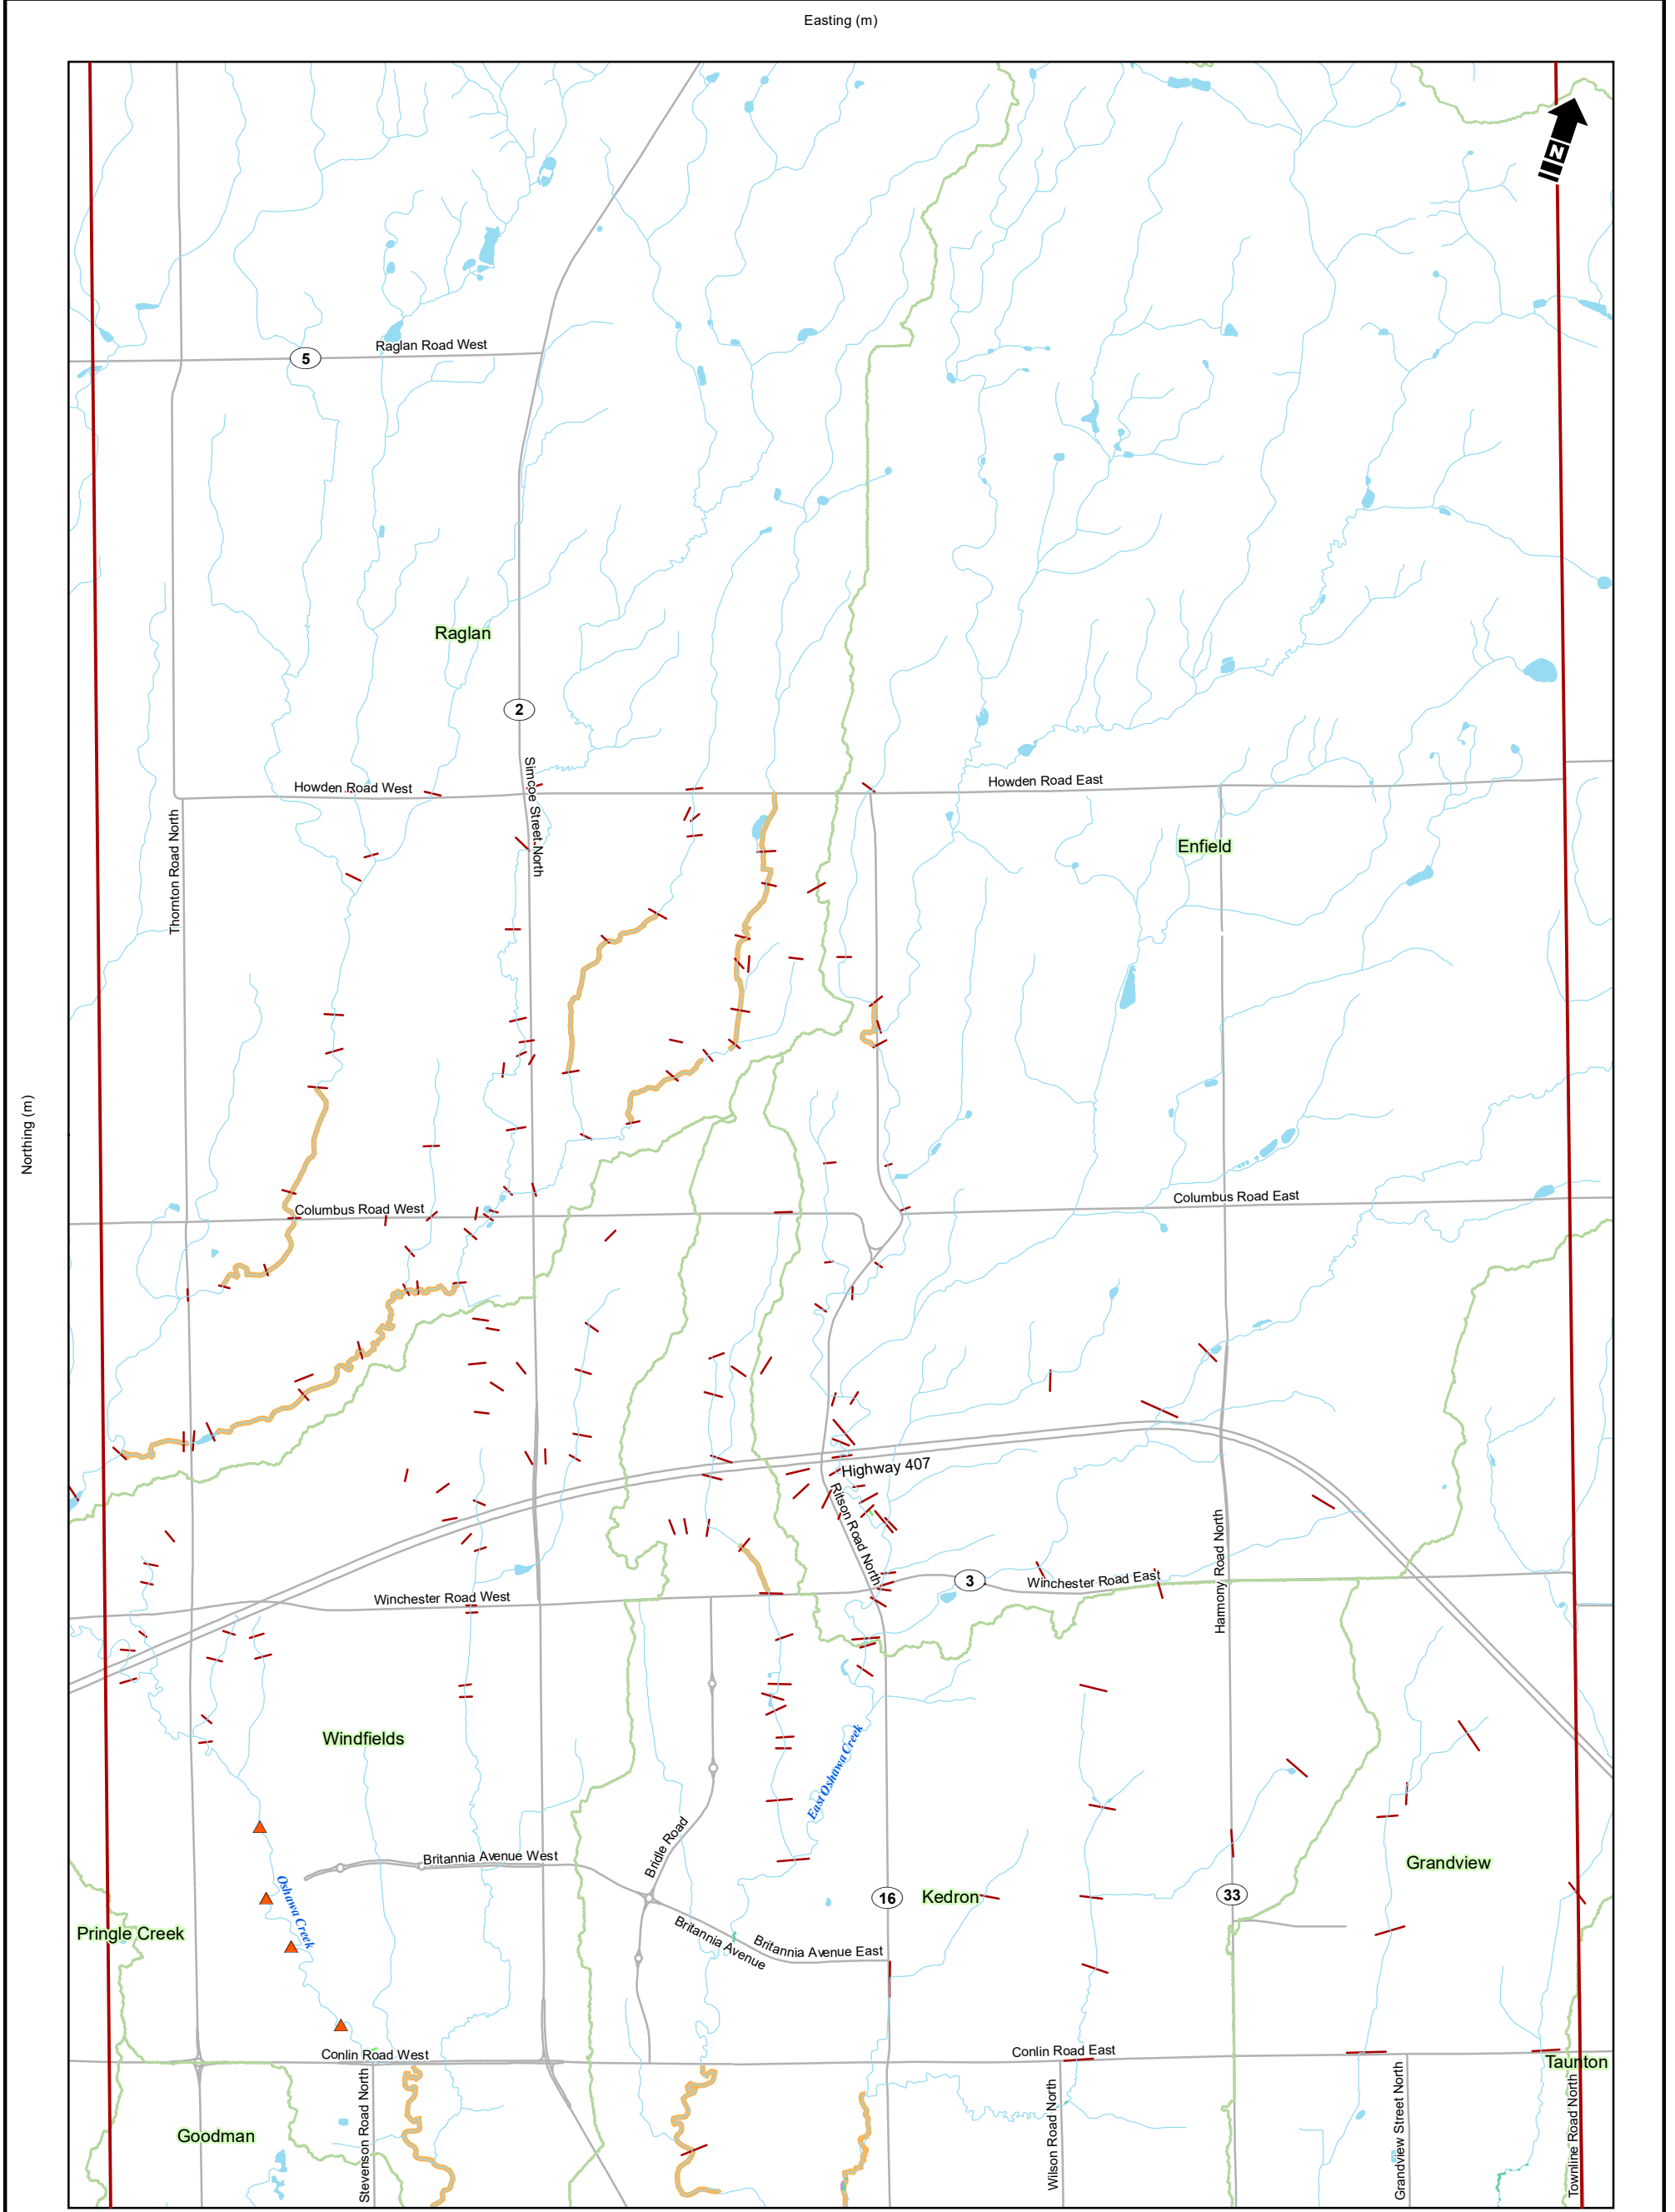 Easting (m)
N
Raglan Road West
5
Raglan
2
Simcoe Street North
Howden Road West
Howden Road East
Thornton Road North
Enfield
Northing (m)
Columbus Road West
Columbus Road East
Highway 407
Ritson Road North
Harmony Road North
3
Winchester Road East
Winchester Road West
Windfields
East Oshawa Creek
Bridle Road
Britannia Avenue West
Grandview
Oshawa Creek
16
Kedron
33
Pringle Creek
Britannia Avenue
Britannia Avenue East
Conlin Road West
Conlin Road East
Taunton
Stevenson Road North
Goodman
Wilson Road North
Grandview Street North
Townline Road North